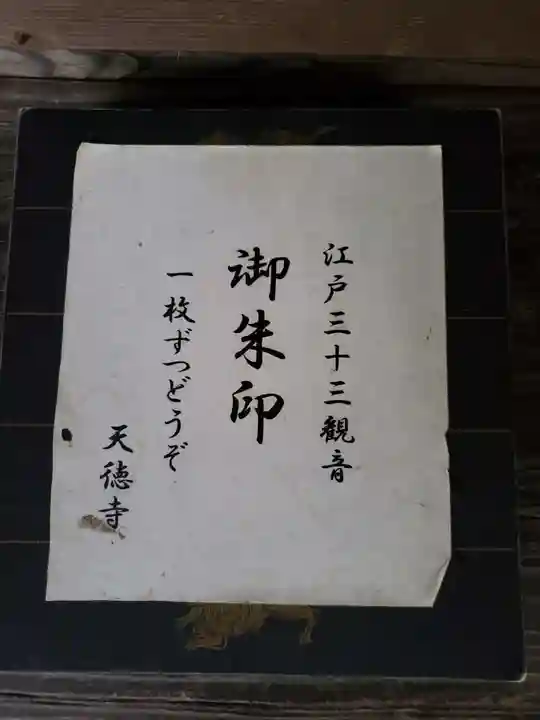 江戸三十三観音
御朱印
一枚ずつどうぞ
天徳寺